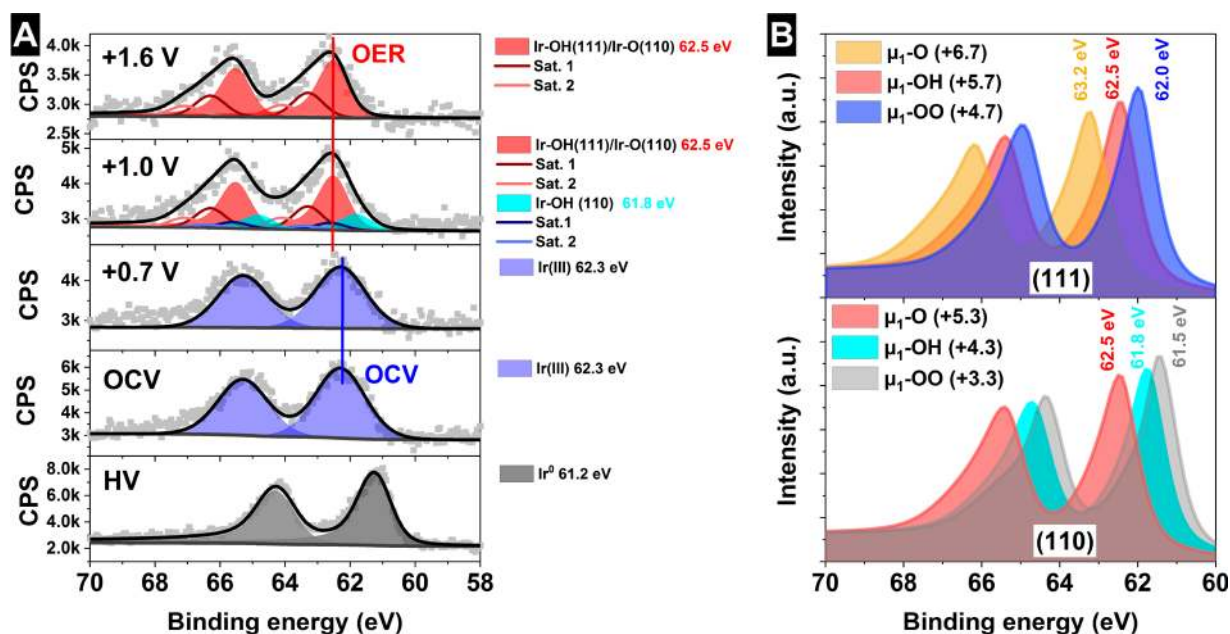 A
+1.6 V
OER
CPS
4.0k
3.5k
3.0k
2.5k
Ir-OH(111)/Ir-O(110) 62.5 eV
Sat. 1
Sat. 2
+1.0 V
CPS
5k
4k
3k
Ir-OH(111)/Ir-O(110) 62.5 eV
Sat. 1
Sat. 2
Ir-OH (110) 61.8 eV
Sat.1
Sat. 2
+0.7 V
CPS
4k
3k
Ir(III) 62.3 eV
OCV
OCV
CPS
6k
5k
4k
3k
Ir(III) 62.3 eV
HV
CPS
8.0k
6.0k
4.0k
2.0k
Ir⁰ 61.2 eV
70 68 66 64 62 60 58
Binding energy (eV)
B
Intensity (a.u.)
μ₁-O (+6.7)
μ₁-OH (+5.7)
μ₁-OO (+4.7)
63.2 eV
62.5 eV
62.0 eV
(111)
Intensity (a.u.)
μ₁-O (+5.3)
μ₁-OH (+4.3)
μ₁-OO (+3.3)
62.5 eV
61.8 eV
61.5 eV
(110)
70 68 66 64 62 60
Binding energy (eV)